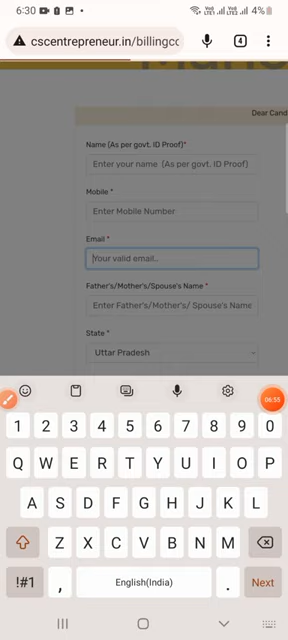 6:30
4%
cscentrepreneur.in/billingcc
4
Dear Cand
Name (As per govt. ID Proof)*
Enter your name (As per govt. ID Proof)
Mobile *
Enter Mobile Number
Email *
Your valid email..
Father's/Mother's/Spouse's Name *
Enter Father's/Mother's/ Spouse's Name
State *
Uttar Pradesh
06:55
1 2 3 4 5 6 7 8 9 0
Q W E R T Y U I O P
A S D F G H J K L
Z X C V B N M
!#1 , English(India) . Next